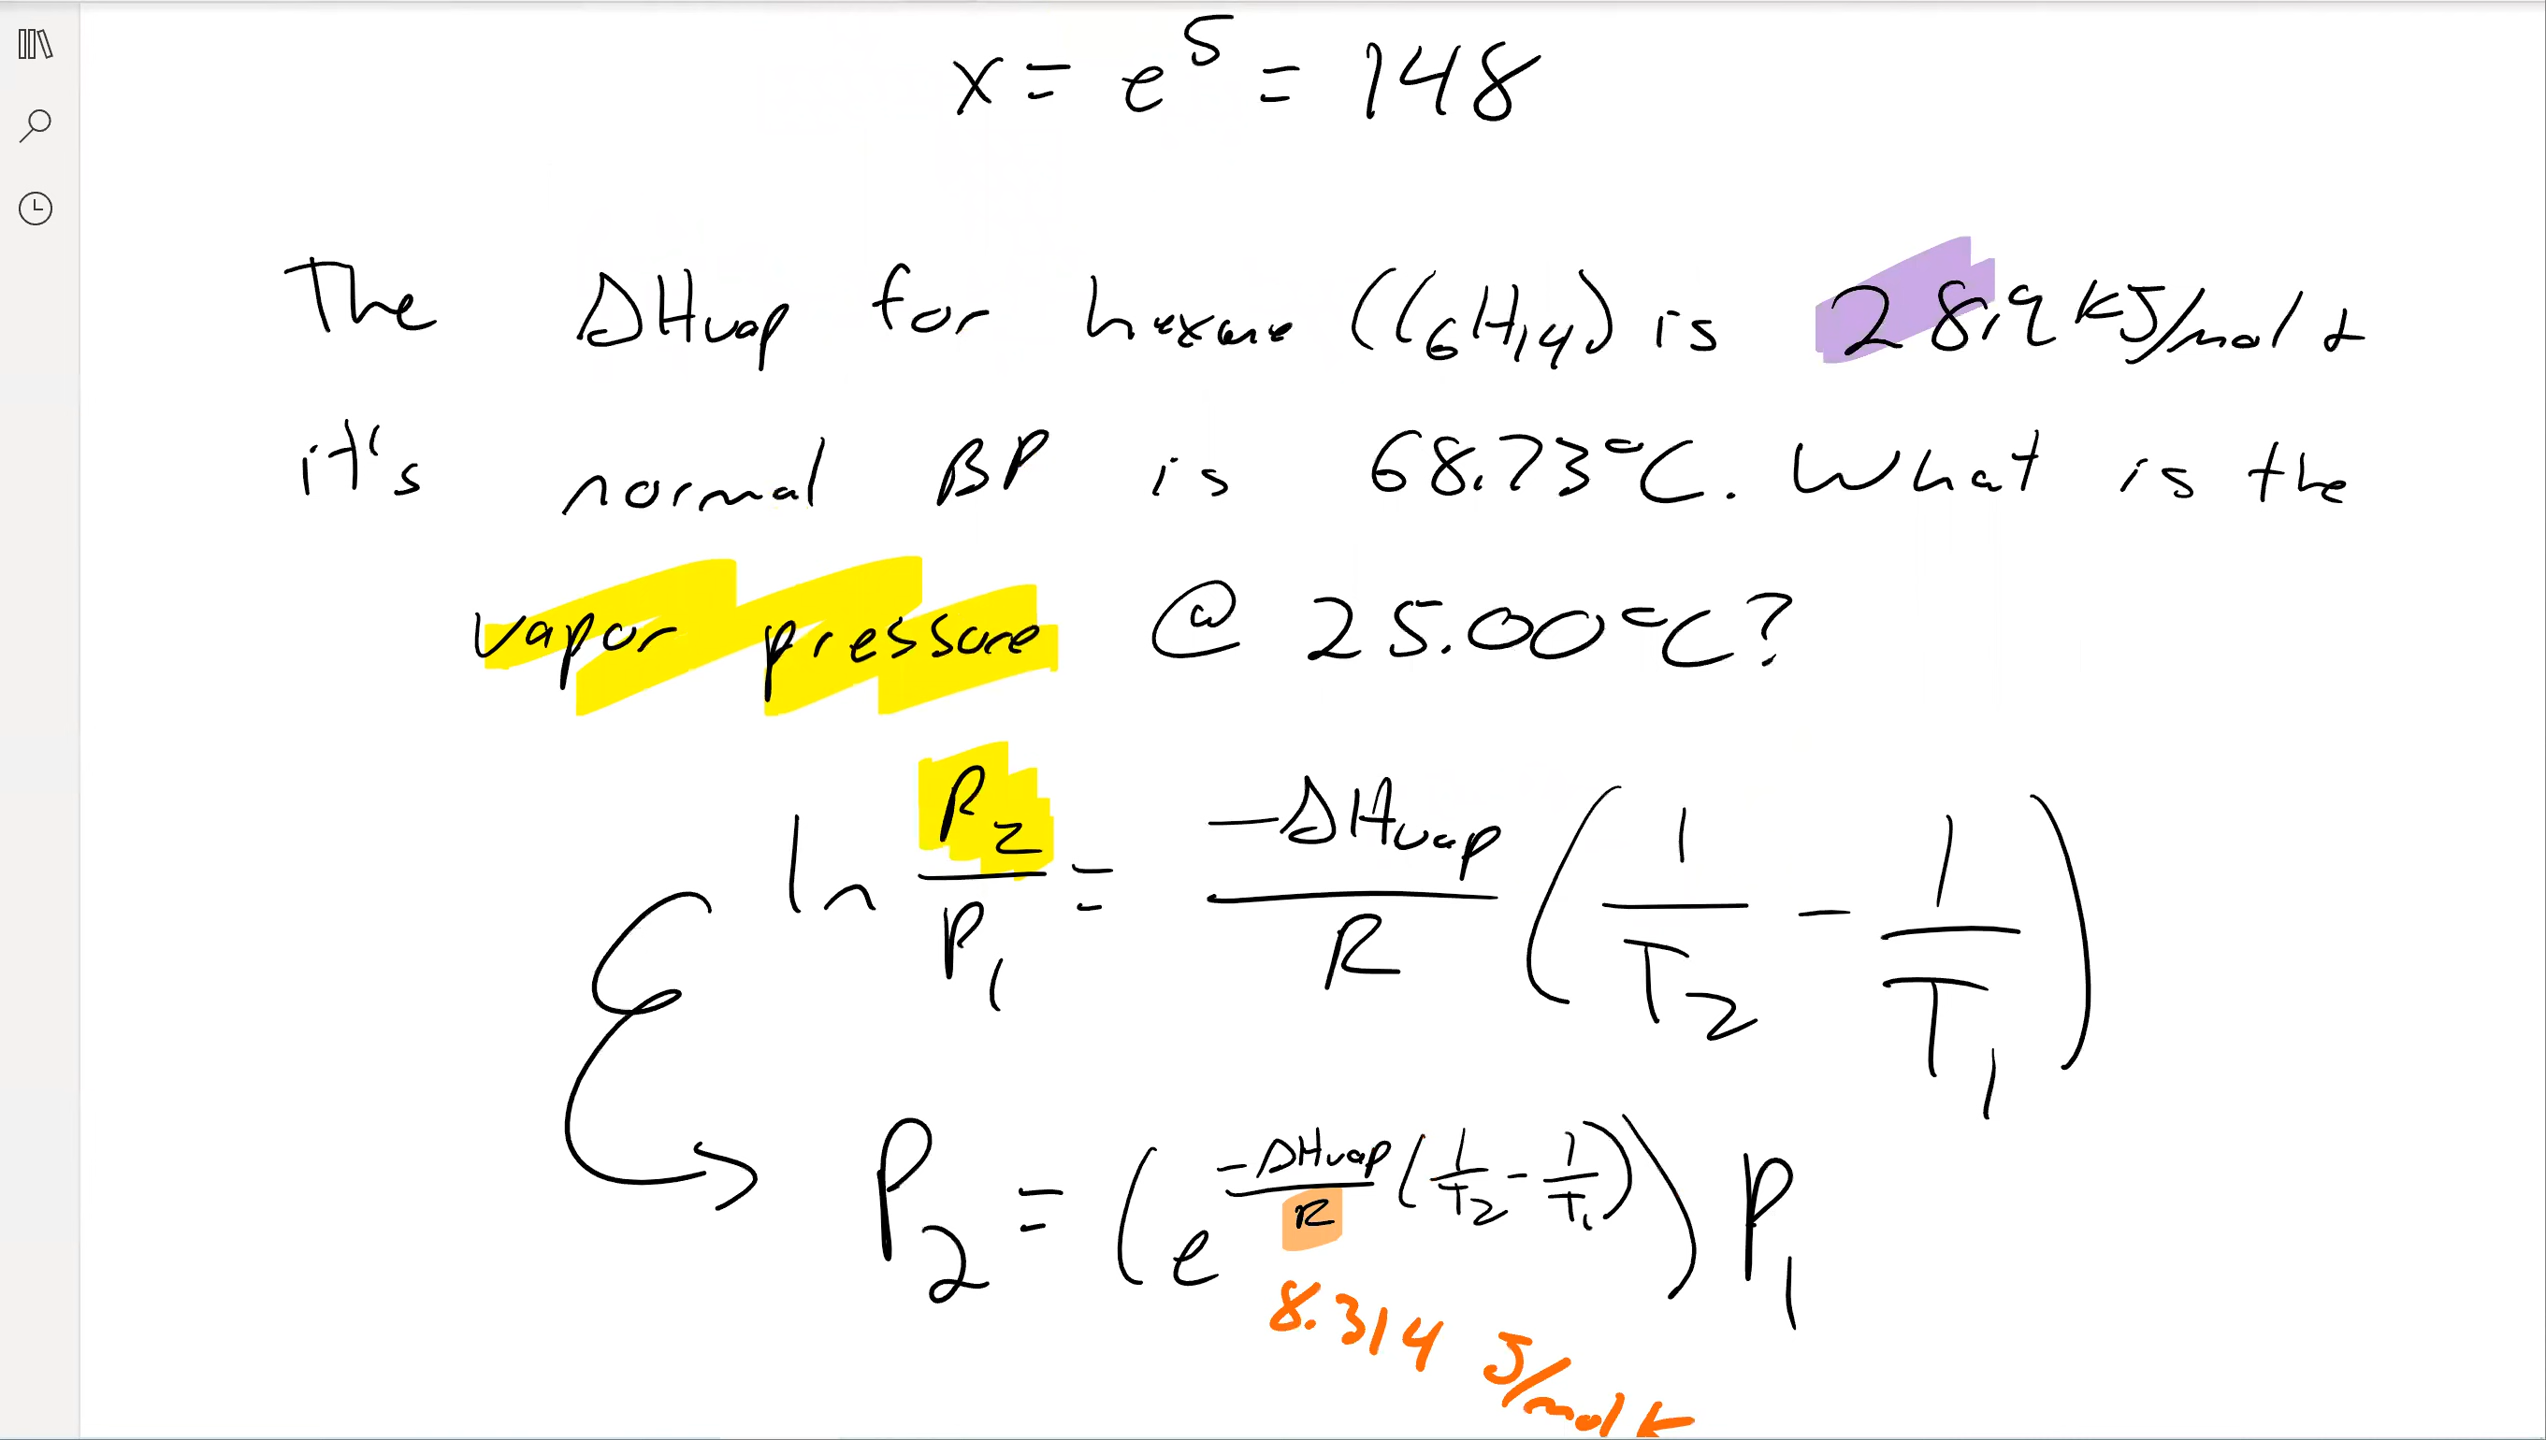 x = e^5 = 148
The ΔHvap for hexane (C6H14) is 28.9 kJ/mol &
it's normal BP is 68.73°C. What is the
vapor pressure @ 25.00°C?
ln P2/P1 = -ΔHvap/R (1/T2 - 1/T1)
P2 = (e^(-ΔHvap/R (1/T2 - 1/T1))) P1
8.314 J/mol K